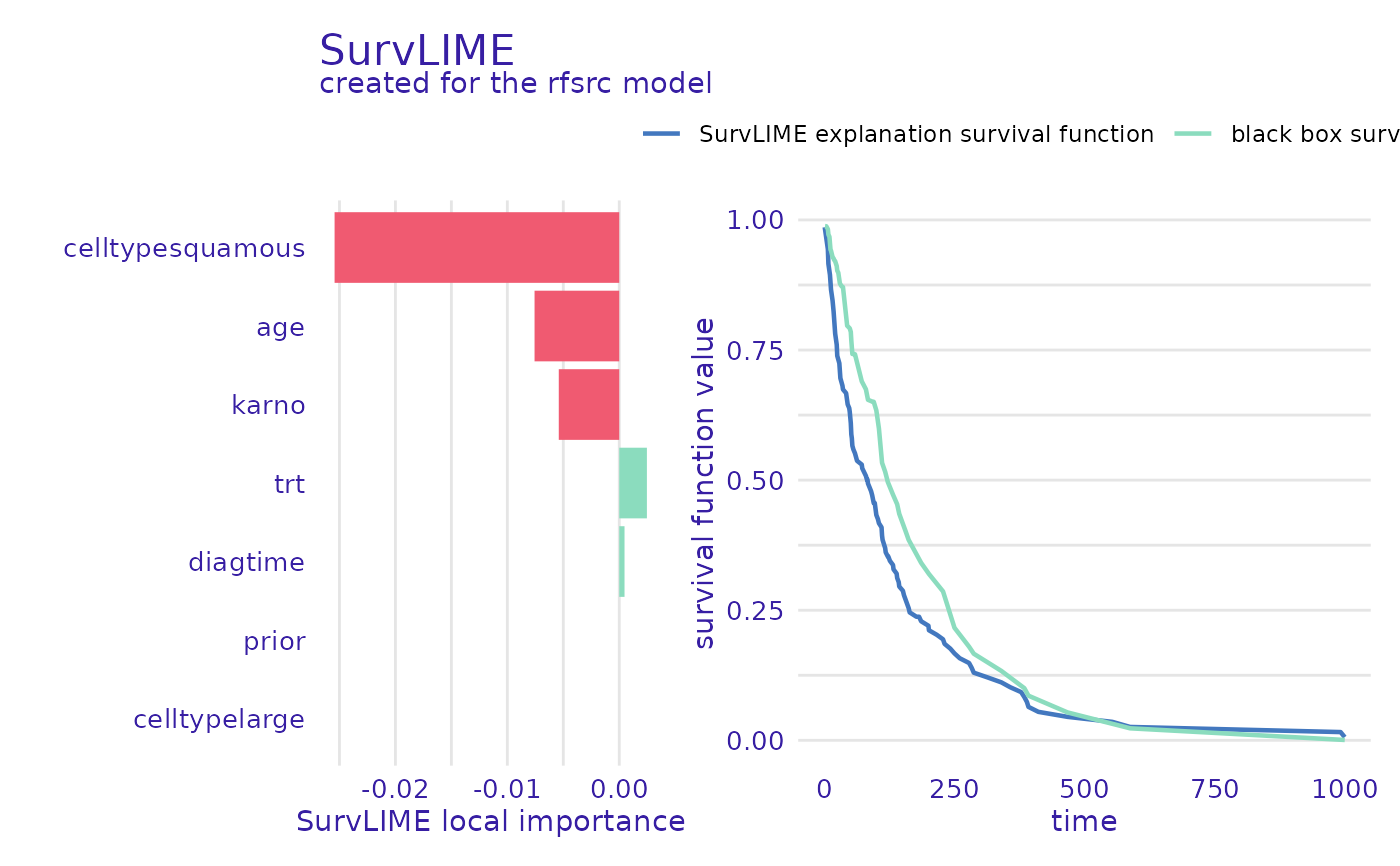 SurvLIME
created for the rfsrc model
SurvLIME explanation survival function
black box surv
celltypesquamous
age
karno
trt
diagtime
prior
celltypelarge
-0.02
-0.01
0.00
SurvLIME local importance
survival function value
1.00
0.75
0.50
0.25
0.00
0
250
500
750
1000
time